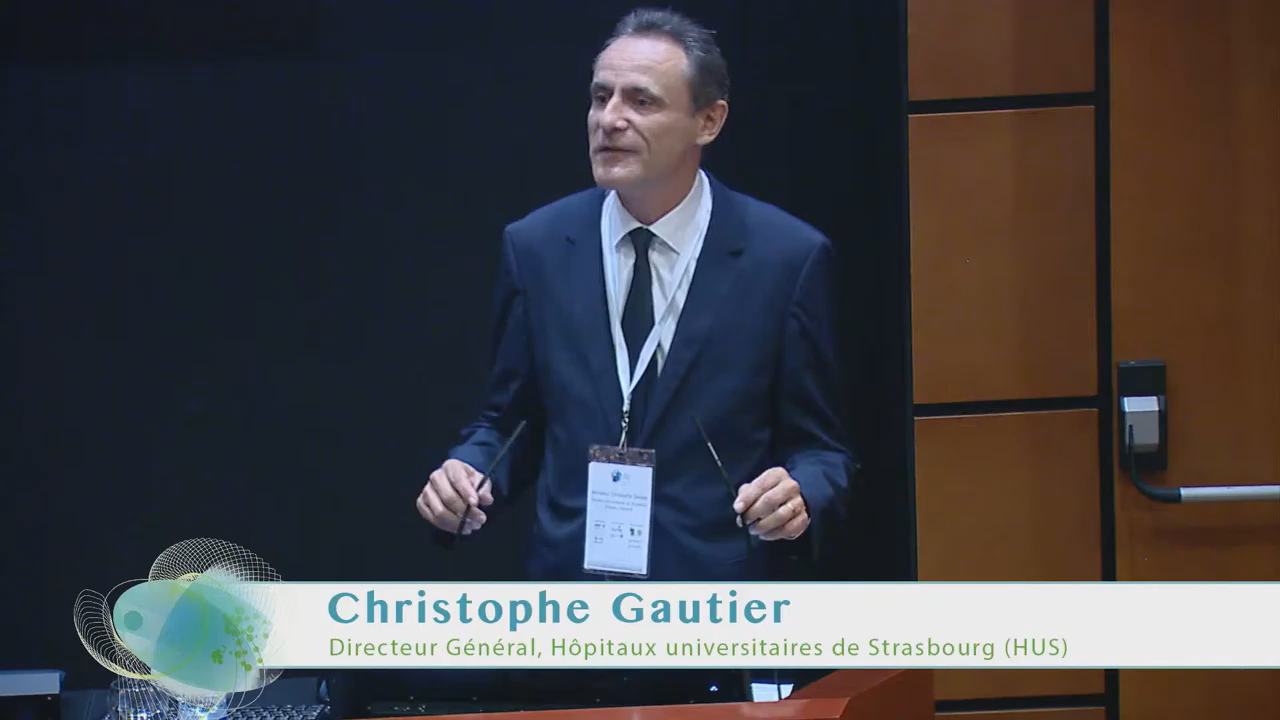 Christophe Gautier
Directeur Général, Hôpitaux universitaires de Strasbourg (HUS)